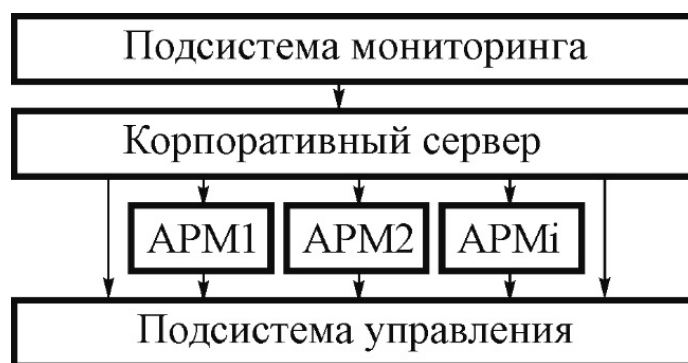 Подсистема мониторинга
Корпоративный сервер
АРМ1 АРМ2 АРМi
Подсистема управления